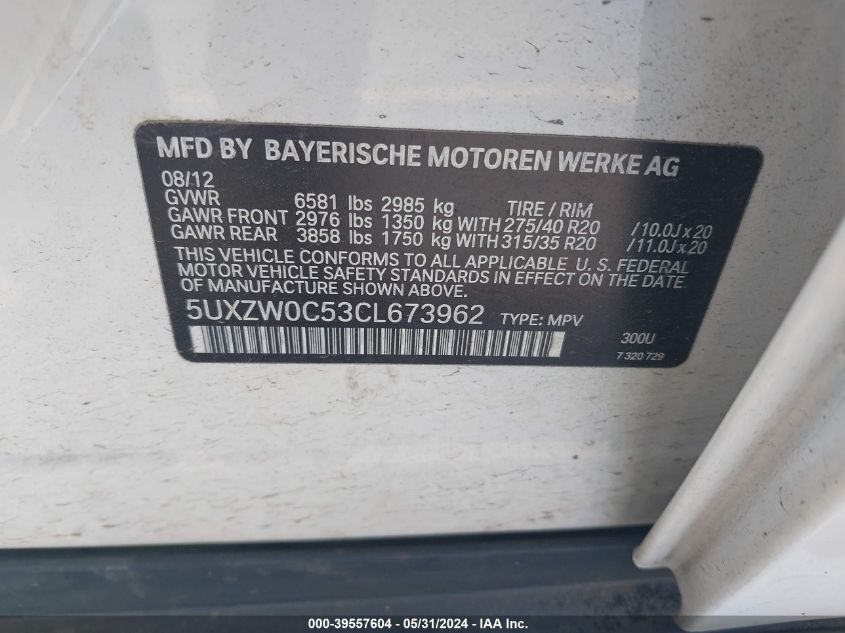 MFD BY BAYERISCHE MOTOREN WERKE AG
08/12
GVWR 6581 lbs 2985 kg TIRE / RIM
GAWR FRONT 2976 lbs 1350 kg WITH 275/40 R20 /10.0J x 20
GAWR REAR 3858 lbs 1750 kg WITH 315/35 R20 /11.0J x 20
THIS VEHICLE CONFORMS TO ALL APPLICABLE U. S. FEDERAL
MOTOR VEHICLE SAFETY STANDARDS IN EFFECT ON THE DATE
OF MANUFACTURE SHOWN ABOVE.
5UXZW0C53CL673962 TYPE: MPV
300U
7 320 729
000-39557604 - 05/31/2024 - COPYRIGHT IAA, Inc.